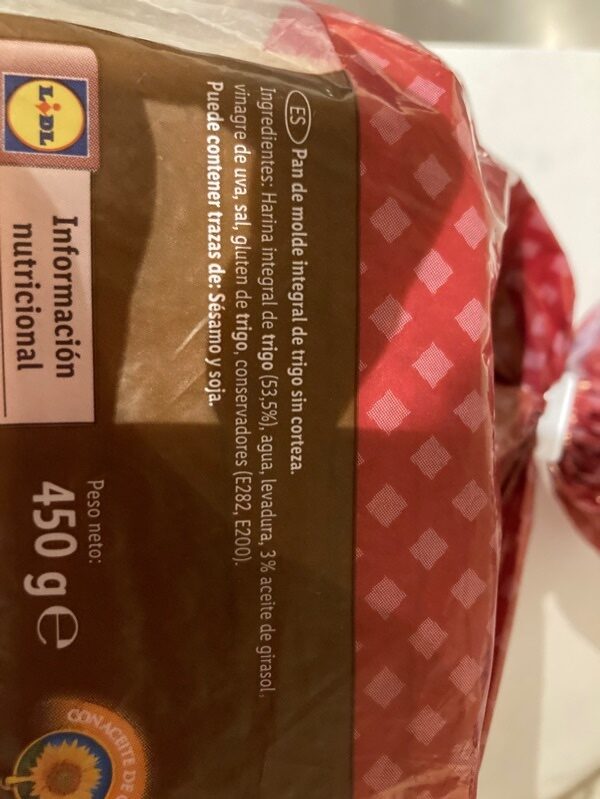 ES Pan de molde integral de trigo sin corteza.
Ingredientes: Harina integral de trigo (53,5%), agua, levadura, 3% aceite de girasol,
vinagre de uva, sal, gluten de trigo, conservadores (E282, E200).
Puede contener trazas de: Sésamo y soja.
LIDL
Información
nutricional
Peso neto:
450 g e
CON ACEITE DE